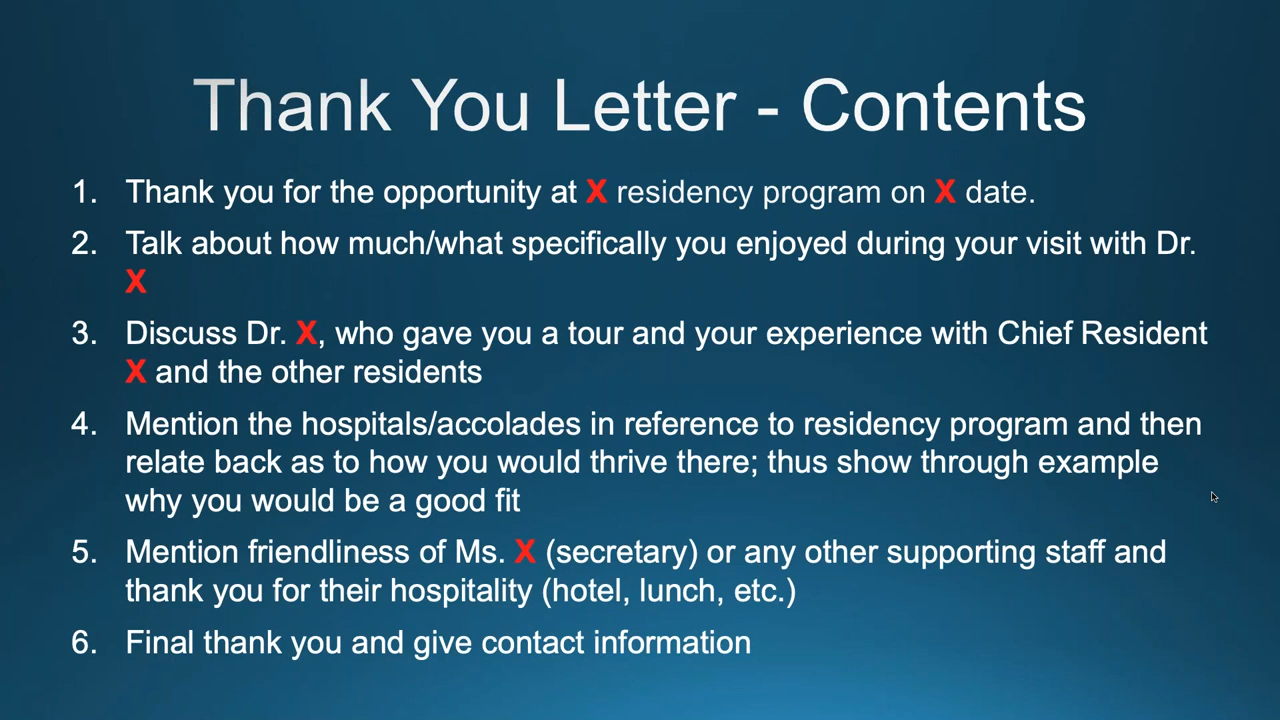 Thank You Letter - Contents
1. Thank you for the opportunity at X residency program on X date.
2. Talk about how much/what specifically you enjoyed during your visit with Dr.
X
3. Discuss Dr. X, who gave you a tour and your experience with Chief Resident
X and the other residents
4. Mention the hospitals/accolades in reference to residency program and then
relate back as to how you would thrive there; thus show through example
why you would be a good fit
5. Mention friendliness of Ms. X (secretary) or any other supporting staff and
thank you for their hospitality (hotel, lunch, etc.)
6. Final thank you and give contact information